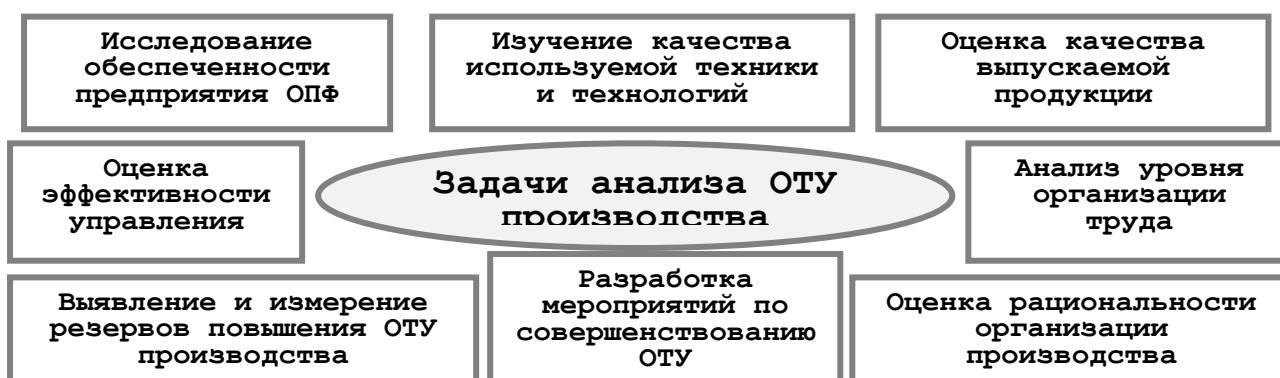 Исследование
обеспеченности
предприятия ОПФ
Изучение качества
используемой техники
и технологий
Оценка качества
выпускаемой
продукции
Оценка
эффективности
управления
Задачи анализа ОТУ
производства
Анализ уровня
организации
труда
Выявление и измерение
резервов повышения ОТУ
производства
Разработка
мероприятий по
совершенствованию
ОТУ
Оценка рациональности
организации
производства